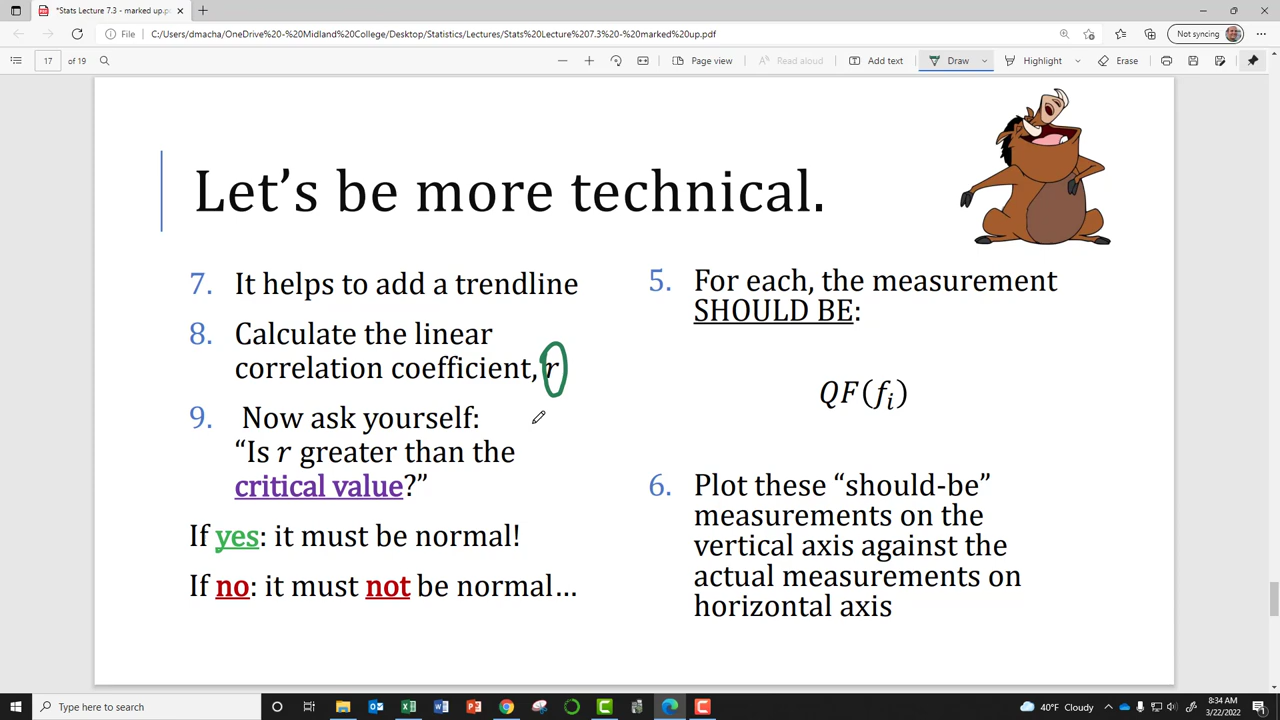 *Stats Lecture 7.3 - marked up.p
File
C:/Users/dmacha/OneDrive%20-%20Midland%20College/Desktop/Statistics/Lectures/Stats%20Lecture%207.3%20-%20marked%20up.pdf
Not syncing
17 of 19
Page view
Read aloud
Add text
Draw
Highlight
Erase
Let's be more technical.
7. It helps to add a trendline
8. Calculate the linear
correlation coefficient, r
9. Now ask yourself:
“Is r greater than the
critical value?”
If yes: it must be normal!
If no: it must not be normal…
5. For each, the measurement
SHOULD BE:
QF(fᵢ)
6. Plot these “should-be”
measurements on the
vertical axis against the
actual measurements on
horizontal axis
Type here to search
40°F Cloudy
8:34 AM
3/22/2022